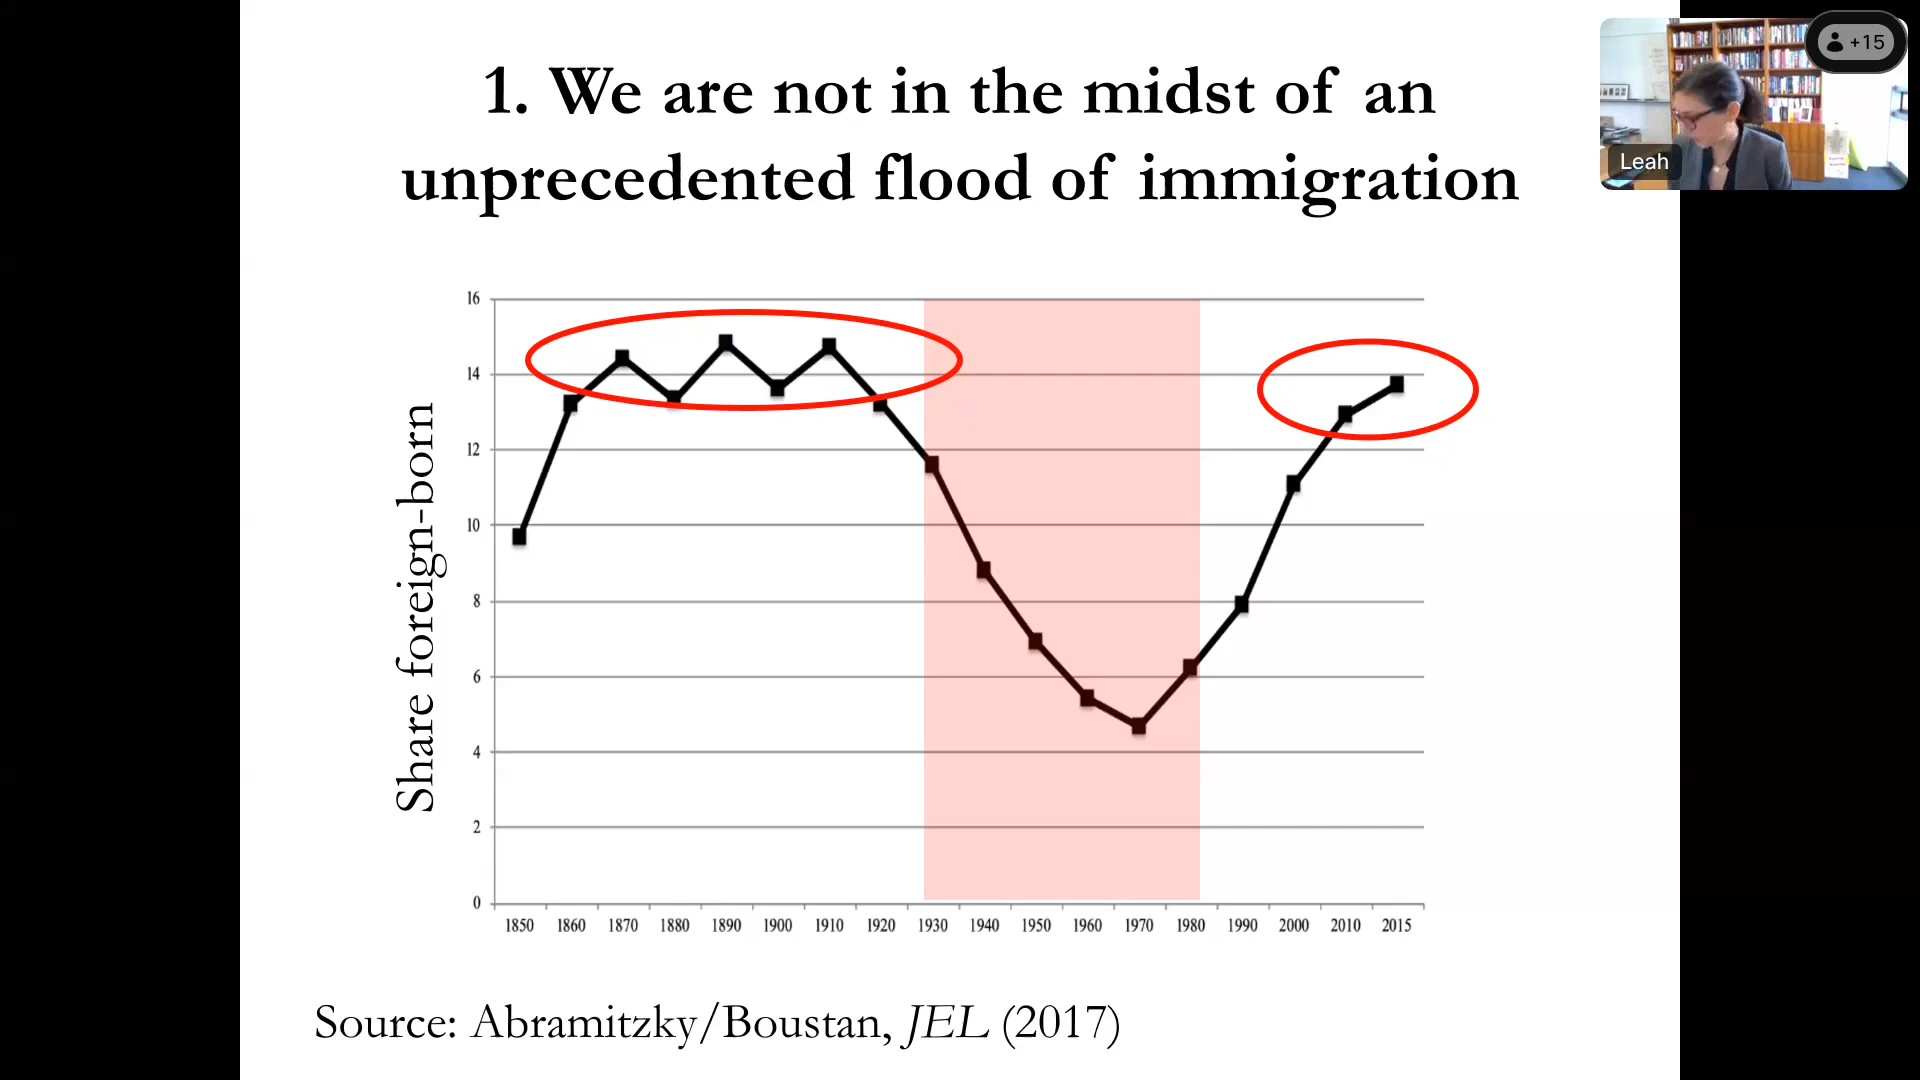 1. We are not in the midst of an
unprecedented flood of immigration
+15
Leah
Share foreign-born
16
14
12
10
8
6
4
2
0
1850 1860 1870 1880 1890 1900 1910 1920 1930 1940 1950 1960 1970 1980 1990 2000 2010 2015
Source: Abramitzky/Boustan, JEL (2017)